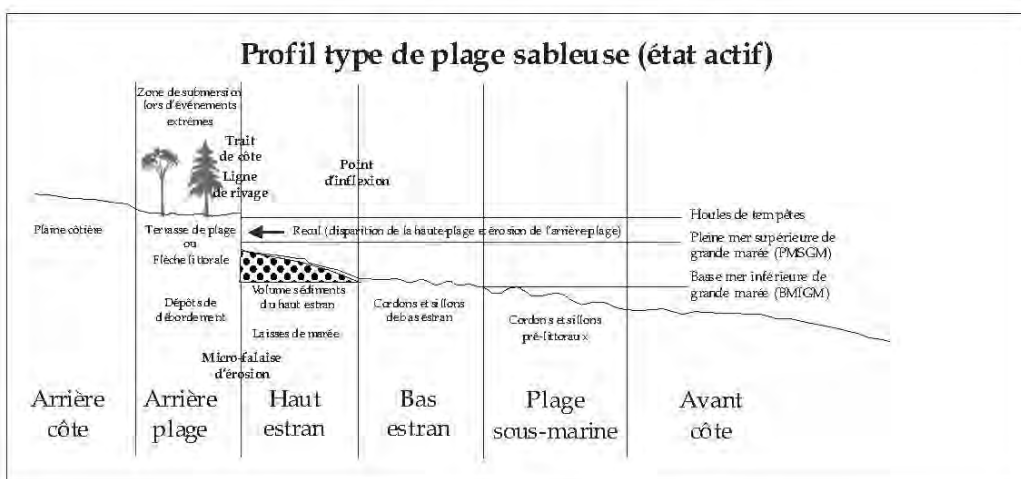 Profil type de plage sableuse (état actif)
Zone de submersion
lors d'événements
extrêmes
Trait
de côte
Ligne
de rivage
Point
d'inflexion
Houles de tempêtes
Plaine côtière
Terrasse de plage
ou
Flèche littorale
Recul (disparition de la haute-plage et érosion de l'arrière-plage)
Pleine mer supérieure de
grande marée (PMSGM)
Basse mer inférieure de
grande marée (BMIGM)
Volume sédiments
du haut estran
Dépôts de
débordement
Cordons et sillons
de bas estran
Cordons et sillons
pré-littoraux
Laisses de marée
Micro-falaise
d'érosion
Arrière
côte
Arrière
plage
Haut
estran
Bas
estran
Plage
sous-marine
Avant
côte